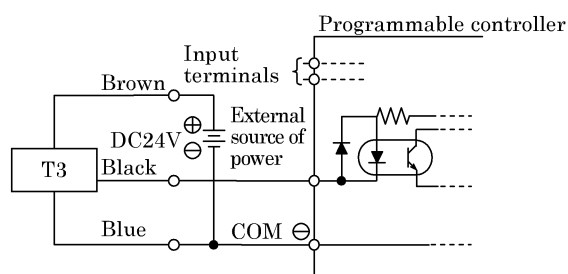 Programmable controller
Input
terminals
Brown
⊕
DC24V
⊖
External
source of
power
T3
Black
Blue
COM ⊖